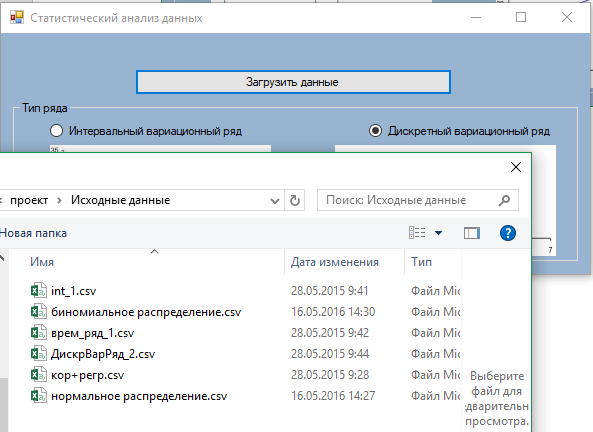 Статистический анализ данных
Загрузить данные
Тип ряда
Интервальный вариационный ряд
Дискретный вариационный ряд
35
7
проект > Исходные данные
Поиск: Исходные данные
Новая папка
Имя Дата изменения Тип
int_1.csv 28.05.2015 9:41 Файл Mic
биномиальное распределение.csv 16.05.2016 14:30 Файл Mic
врем_ряд_1.csv 28.05.2015 9:42 Файл Mic
ДискрВарРяд_2.csv 28.05.2015 9:44 Файл Mic
кор+регр.csv 28.05.2015 9:28 Файл Mic
нормальное распределение.csv 16.05.2016 14:27 Файл Mic
Выберите
файл для
едварительн
просмотра.